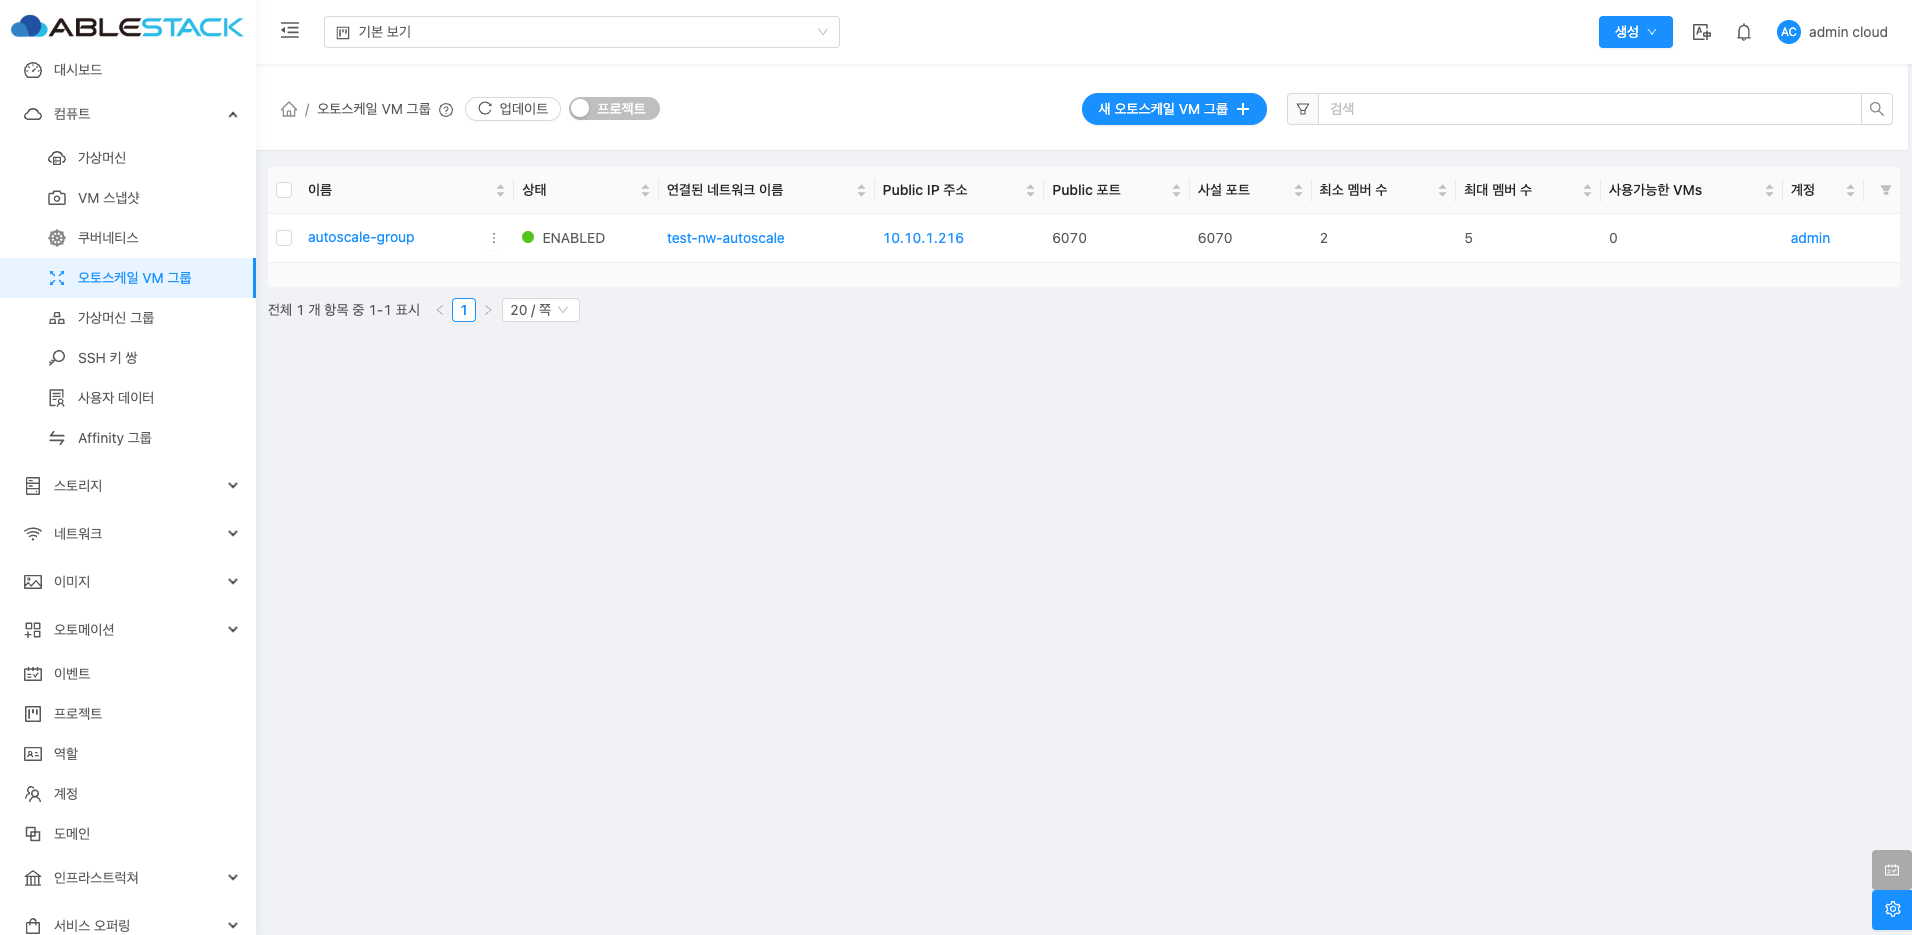 ABLESTACK
기본 보기
생성
AC admin cloud
대시보드
컴퓨트
가상머신
VM 스냅샷
쿠버네티스
오토스케일 VM 그룹
가상머신 그룹
SSH 키 쌍
사용자 데이터
Affinity 그룹
스토리지
네트워크
이미지
오토메이션
이벤트
프로젝트
역할
계정
도메인
인프라스트럭쳐
서비스 오퍼링
/ 오토스케일 VM 그룹 업데이트 프로젝트 새 오토스케일 VM 그룹 + 검색
이름 상태 연결된 네트워크 이름 Public IP 주소 Public 포트 사설 포트 최소 멤버 수 최대 멤버 수 사용가능한 VMs 계정
autoscale-group ENABLED test-nw-autoscale 10.10.1.216 6070 6070 2 5 0 admin
전체 1 개 항목 중 1-1 표시 < 1 > 20 / 쪽